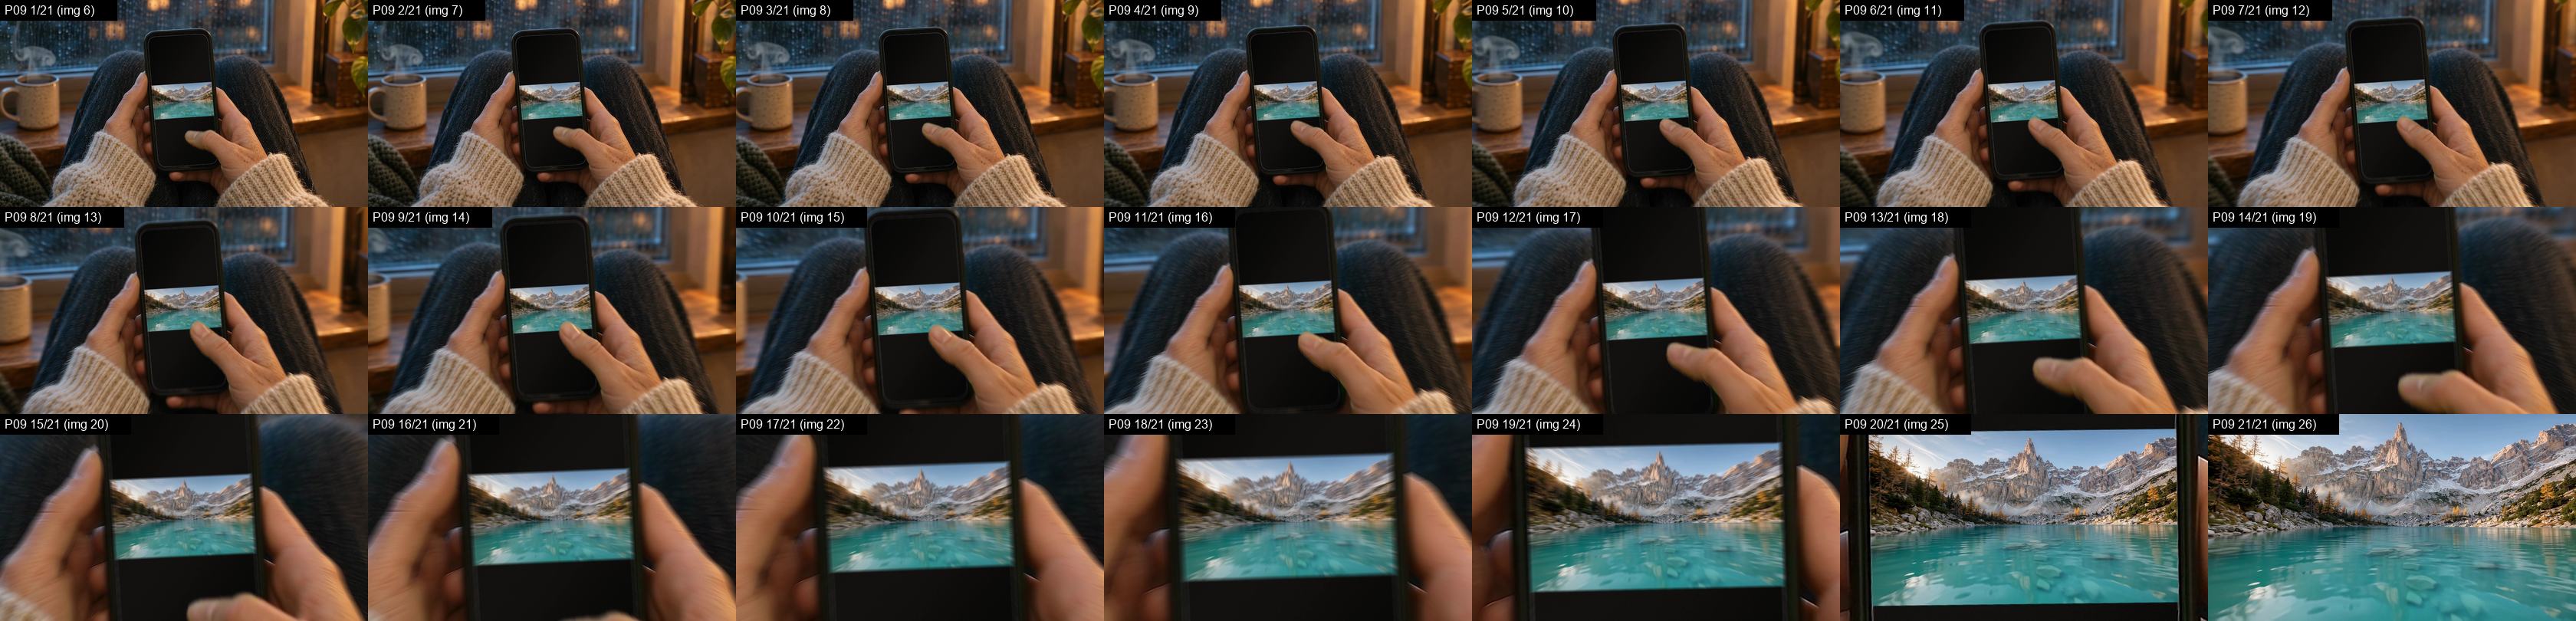 P09 1/21 (img 6)
P09 2/21 (img 7)
P09 3/21 (img 8)
P09 4/21 (img 9)
P09 5/21 (img 10)
P09 6/21 (img 11)
P09 7/21 (img 12)
P09 8/21 (img 13)
P09 9/21 (img 14)
P09 10/21 (img 15)
P09 11/21 (img 16)
P09 12/21 (img 17)
P09 13/21 (img 18)
P09 14/21 (img 19)
P09 15/21 (img 20)
P09 16/21 (img 21)
P09 17/21 (img 22)
P09 18/21 (img 23)
P09 19/21 (img 24)
P09 20/21 (img 25)
P09 21/21 (img 26)